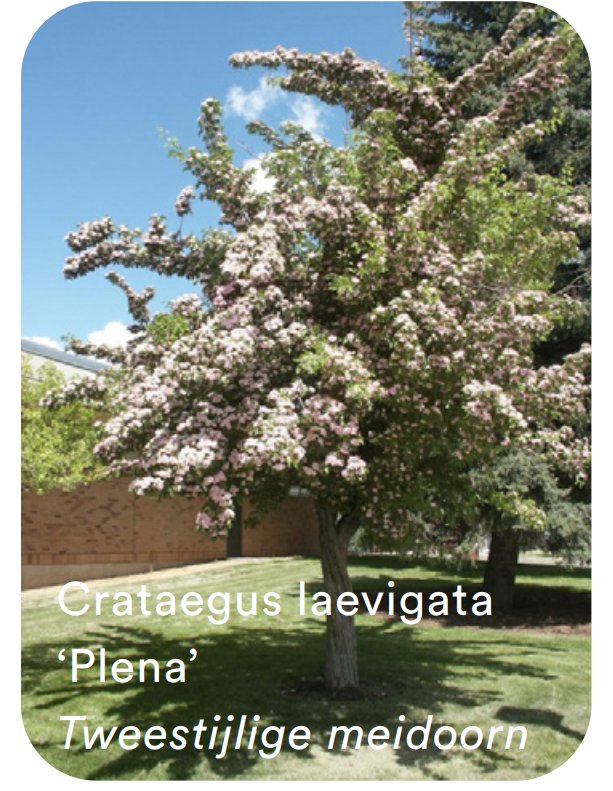 Crataegus laevigata
‘Plena’
Tweestijlige meidoorn